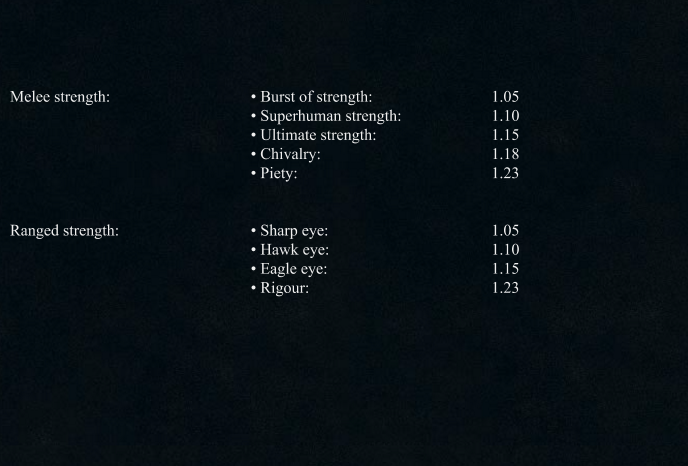 Melee strength: • Burst of strength: 1.05
• Superhuman strength: 1.10
• Ultimate strength: 1.15
• Chivalry: 1.18
• Piety: 1.23
Ranged strength: • Sharp eye: 1.05
• Hawk eye: 1.10
• Eagle eye: 1.15
• Rigour: 1.23